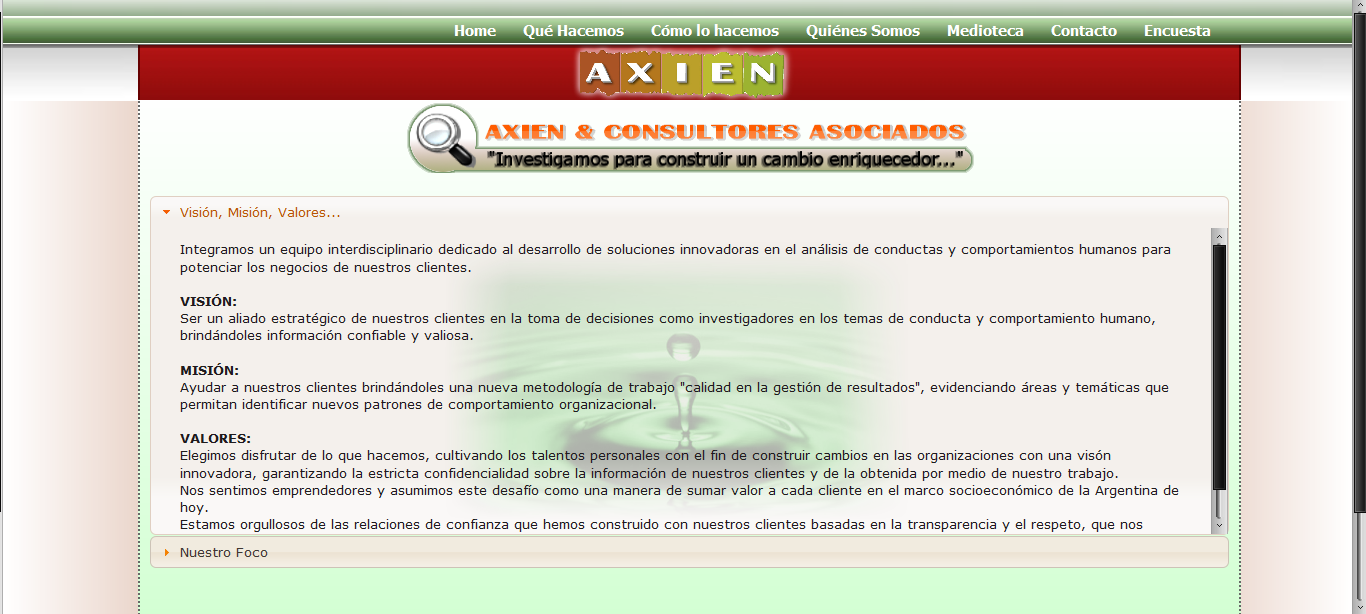 Home Qué Hacemos Cómo lo hacemos Quiénes Somos Medioteca Contacto Encuesta
AXIEN
AXIEN & CONSULTORES ASOCIADOS
"Investigamos para construir un cambio enriquecedor..."
Visión, Misión, Valores...
Integramos un equipo interdisciplinario dedicado al desarrollo de soluciones innovadoras en el análisis de conductas y comportamientos humanos para
potenciar los negocios de nuestros clientes.
VISIÓN:
Ser un aliado estratégico de nuestros clientes en la toma de decisiones como investigadores en los temas de conducta y comportamiento humano,
brindándoles información confiable y valiosa.
MISIÓN:
Ayudar a nuestros clientes brindándoles una nueva metodología de trabajo "calidad en la gestión de resultados", evidenciando áreas y temáticas que
permitan identificar nuevos patrones de comportamiento organizacional.
VALORES:
Elegimos disfrutar de lo que hacemos, cultivando los talentos personales con el fin de construir cambios en las organizaciones con una visón
innovadora, garantizando la estricta confidencialidad sobre la información de nuestros clientes y de la obtenida por medio de nuestro trabajo.
Nos sentimos emprendedores y asumimos este desafío como una manera de sumar valor a cada cliente en el marco socioeconómico de la Argentina de
hoy.
Estamos orgullosos de las relaciones de confianza que hemos construido con nuestros clientes basadas en la transparencia y el respeto, que nos
Nuestro Foco